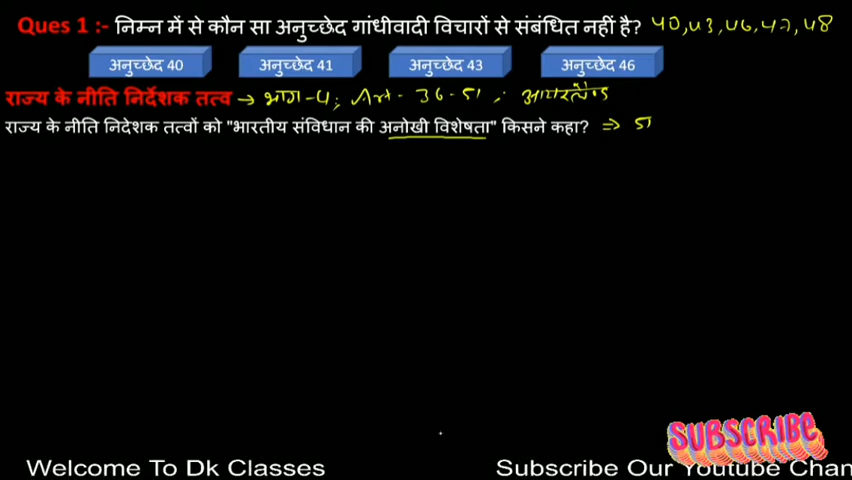 Ques 1 :- निम्न में से कौन सा अनुच्छेद गांधीवादी विचारों से संबंधित नहीं है? 40,43,46,47,48
अनुच्छेद 40 अनुच्छेद 41 अनुच्छेद 43 अनुच्छेद 46
राज्य के नीति निर्देशक तत्व → भाग-4; Art- 36-51 ;
राज्य के नीति निदेशक तत्वों को "भारतीय संविधान की अनोखी विशेषता" किसने कहा? ⇒
SUBSCRIBE
Welcome To Dk Classes Subscribe Our Youtube Chan